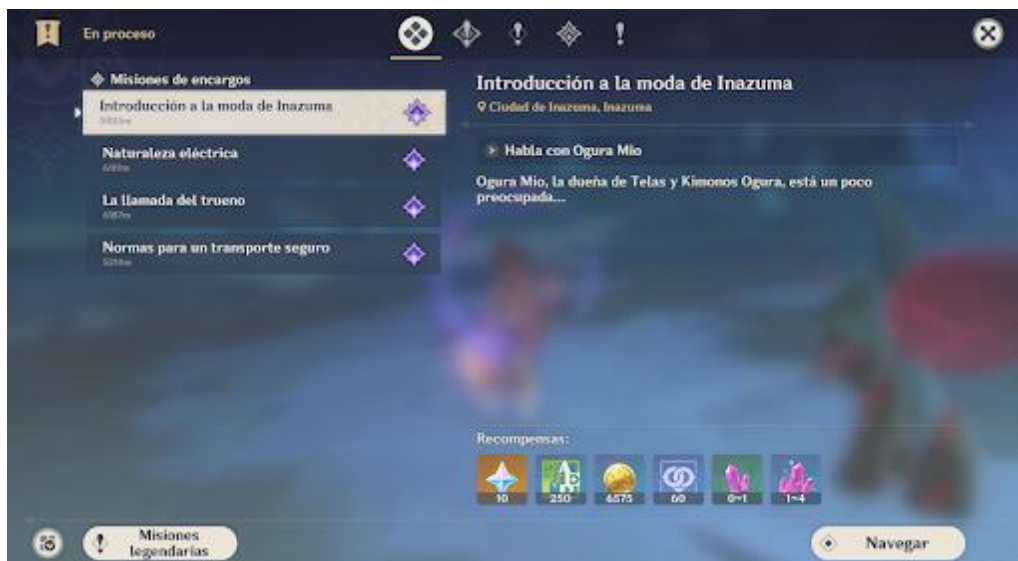 En proceso
Misiones de encargos
Introducción a la moda de Inazuma
Naturaleza eléctrica
La llamada del trueno
Normas para un transporte seguro
Misiones
legendarias
Introducción a la moda de Inazuma
Ciudad de Inazuma, Inazuma
Habla con Ogura Mio
Ogura Mio, la dueña de Telas y Kimonos Ogura, está un poco
preocupada...
Recompensas:
10 250 6575 60 0~1 1~4
Navegar